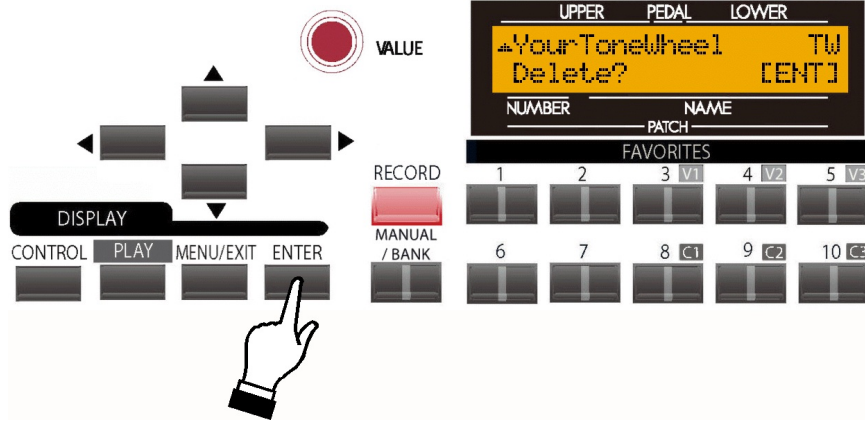 UPPER PEDAL LOWER
VALUE
YourToneWheel TW
Delete? [ENT]
NUMBER NAME
PATCH
FAVORITES
RECORD
1 2 3 V1 4 V2 5 V3
DISPLAY
MANUAL
/ BANK
CONTROL PLAY MENU/EXIT ENTER
6 7 8 C1 9 C2 10 C3